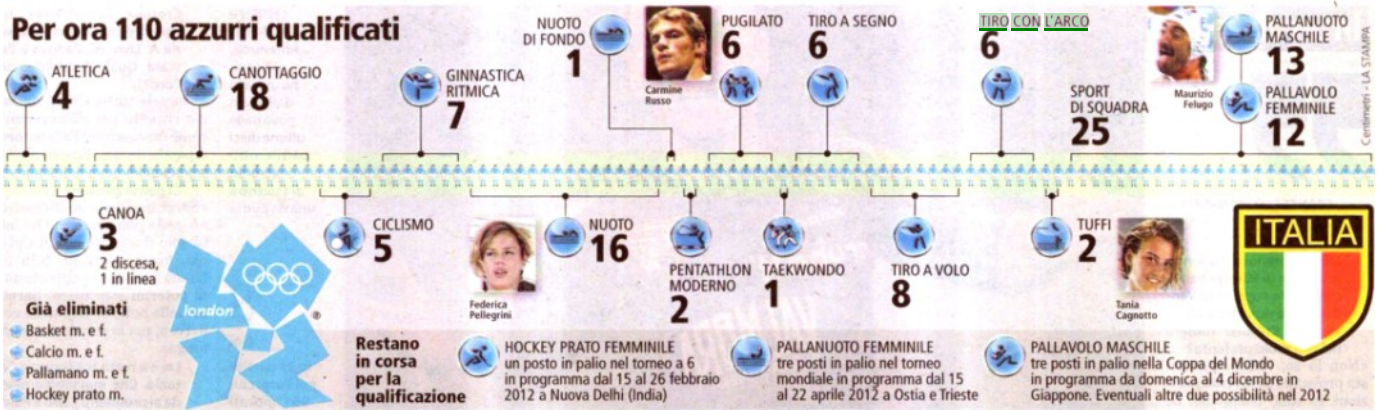 Per ora 110 azzurri qualificati
ATLETICA
4
CANOTTAGGIO
18
GINNASTICA
RITMICA
7
NUOTO
DI FONDO
1
Carmine
Russo
PUGILATO
6
TIRO A SEGNO
6
TIRO CON L'ARCO
6
SPORT
DI SQUADRA
25
Maurizio
Felugo
PALLANUOTO
MASCHILE
13
PALLAVOLO
FEMMINILE
12
Centimetri - LA STAMPA
CANOA
3
2 discesa,
1 in linea
CICLISMO
5
Federica
Pellegrini
NUOTO
16
PENTATHLON
MODERNO
2
TAEKWONDO
1
TIRO A VOLO
8
TUFFI
2
Tania
Cagnotto
ITALIA
london
®
Già eliminati
Basket m. e f.
Calcio m. e f.
Pallamano m. e f.
Hockey prato m.
Restano
in corsa
per la
qualificazione
HOCKEY PRATO FEMMINILE
un posto in palio nel torneo a 6
in programma dal 15 al 26 febbraio
2012 a Nuova Delhi (India)
PALLANUOTO FEMMINILE
tre posti in palio nel torneo
mondiale in programma dal 15
al 22 aprile 2012 a Ostia e Trieste
PALLAVOLO MASCHILE
tre posti in palio nella Coppa del Mondo
in programma da domenica al 4 dicembre in
Giappone. Eventuali altre due possibilità nel 2012